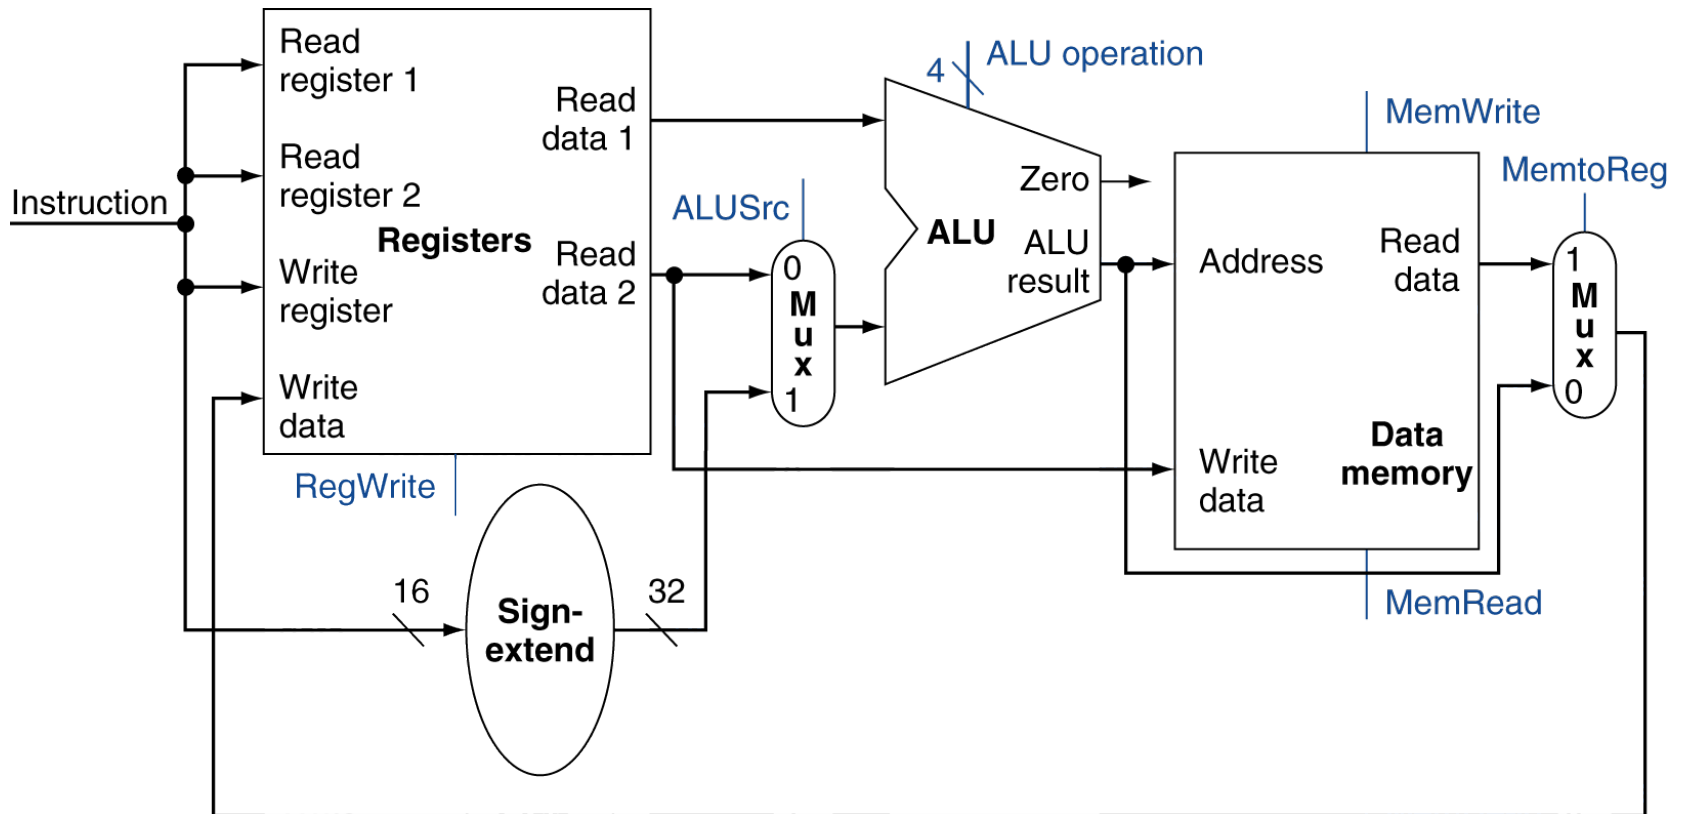 Instruction
Read
register 1
Read
register 2
Write
register
Write
data
Registers
Read
data 1
Read
data 2
RegWrite
16
Sign-
extend
32
ALUSrc
0
M
u
x
1
4
ALU operation
ALU
Zero
ALU
result
MemWrite
Address
Read
data
Write
data
Data
memory
MemRead
MemtoReg
1
M
u
x
0